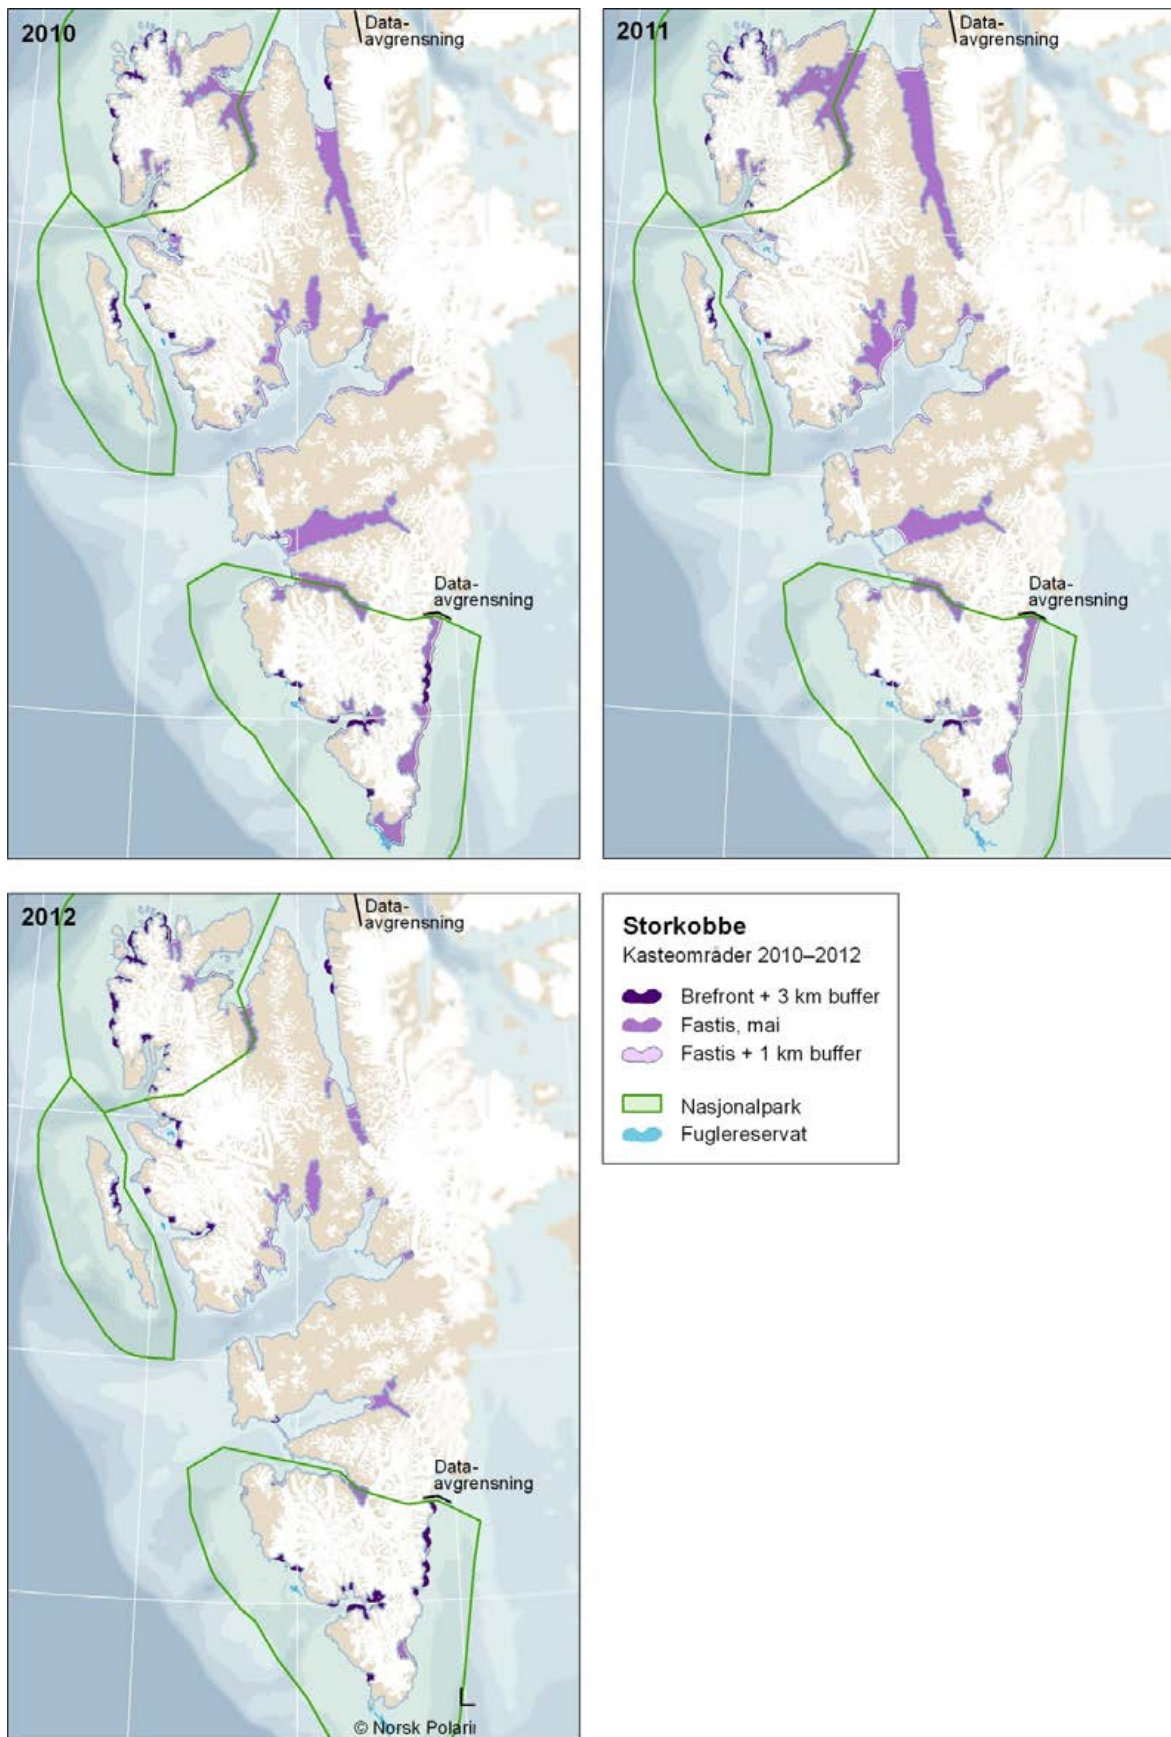 2010
Data-
avgrensning
Data-
avgrensning
2011
Data-
avgrensning
Data-
avgrensning
2012
Data-
avgrensning
Data-
avgrensning
© Norsk Polari
Storkobbe
Kasteområder 2010–2012
Brefront + 3 km buffer
Fastis, mai
Fastis + 1 km buffer
Nasjonalpark
Fuglereservat